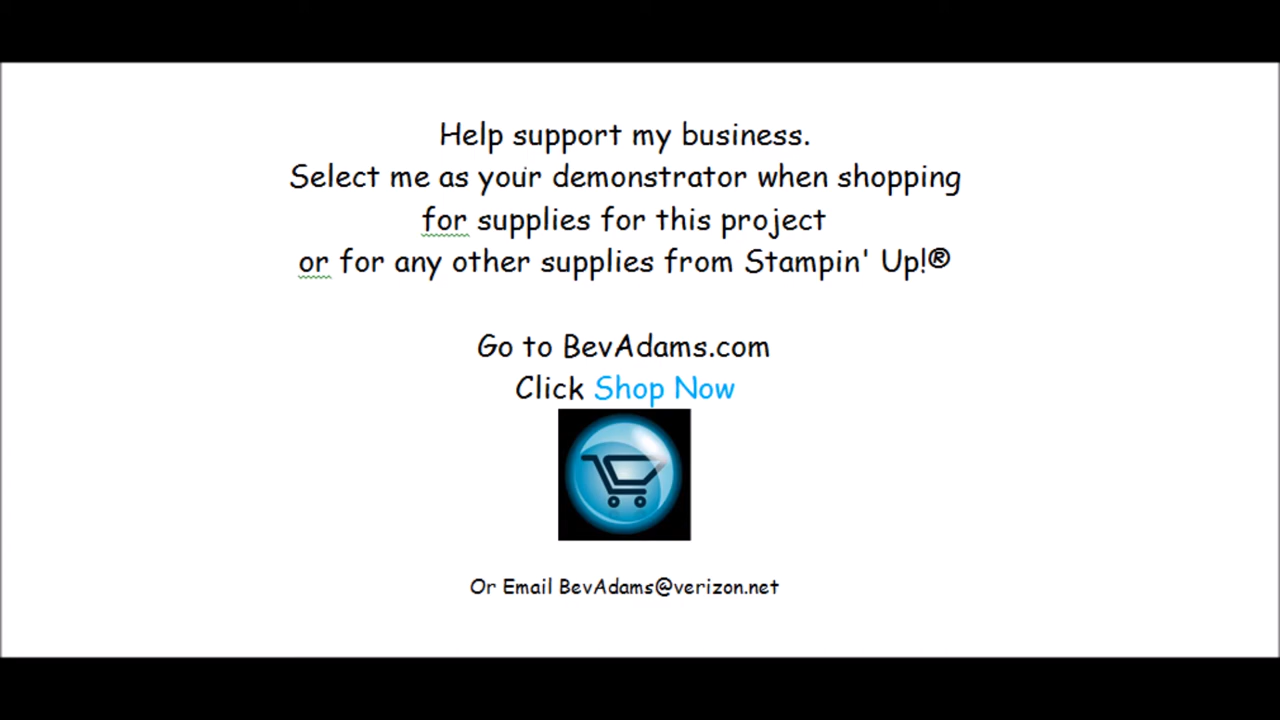 Help support my business.
Select me as your demonstrator when shopping
for supplies for this project
or for any other supplies from Stampin' Up!®
Go to BevAdams.com
Click Shop Now
Or Email BevAdams@verizon.net